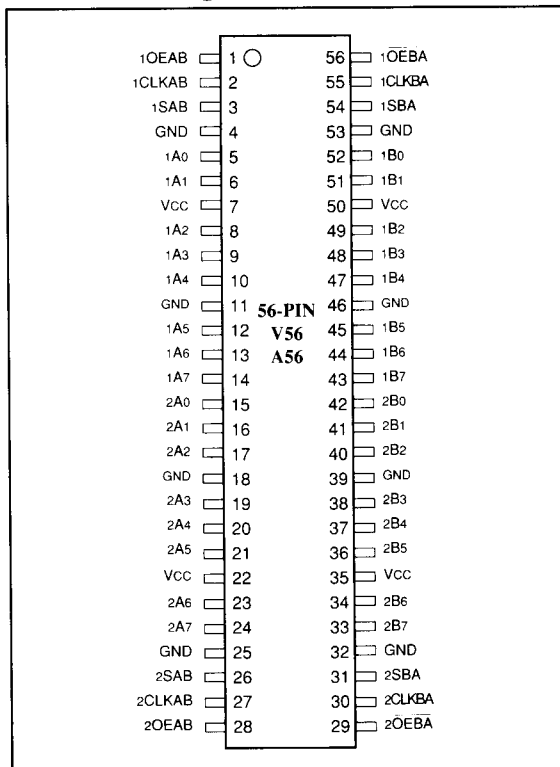 1OEAB 1 56 1O̅E̅B̅A̅
1CLKAB 2 55 1CLKBA
1SAB 3 54 1SBA
GND 4 53 GND
1A0 5 52 1B0
1A1 6 51 1B1
VCC 7 50 VCC
1A2 8 49 1B2
1A3 9 48 1B3
1A4 10 47 1B4
GND 11 56-PIN 46 GND
1A5 12 V56 45 1B5
1A6 13 A56 44 1B6
1A7 14 43 1B7
2A0 15 42 2B0
2A1 16 41 2B1
2A2 17 40 2B2
GND 18 39 GND
2A3 19 38 2B3
2A4 20 37 2B4
2A5 21 36 2B5
VCC 22 35 VCC
2A6 23 34 2B6
2A7 24 33 2B7
GND 25 32 GND
2SAB 26 31 2SBA
2CLKAB 27 30 2CLKBA
2OEAB 28 29 2O̅E̅B̅A̅